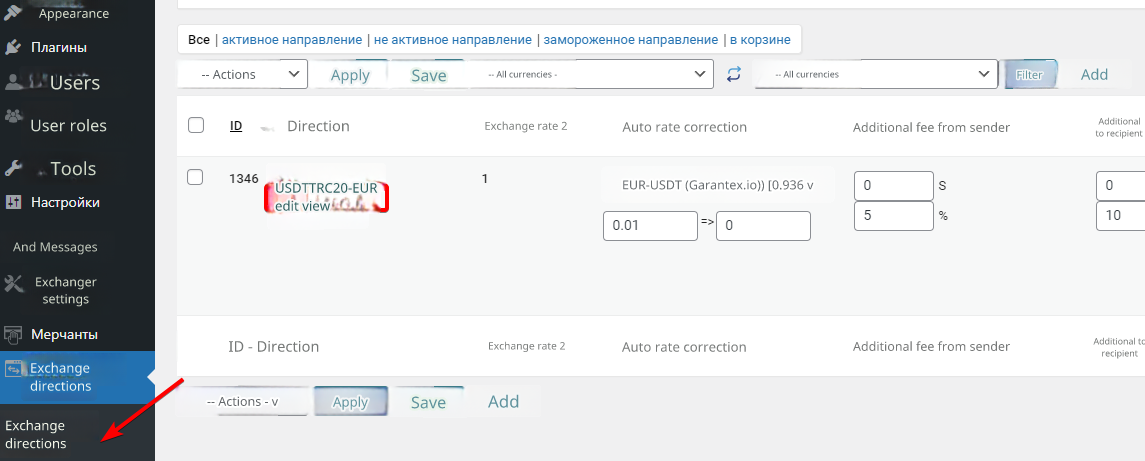 Appearance
Плагины
Users
User roles
Tools
Настройки
And Messages
Exchanger
settings
Мерчанты
Exchange
directions
Exchange
directions
Все | активное направление | не активное направление | замороженное направление | в корзине
-- Actions
Apply
Save
-- All currencies -
-- All currencies
Filter
Add
ID
Direction
Exchange rate 2
Auto rate correction
Additional fee from sender
Additional
to recipient
1346
USDTTRC20-EUR
edit view
1
EUR-USDT (Garantex.io)) [0.936 v
0.01 => 0
0 S
5 %
0
10
ID - Direction
Exchange rate 2
Auto rate correction
Additional fee from sender
Additional to
recipient
-- Actions - v
Apply
Save
Add